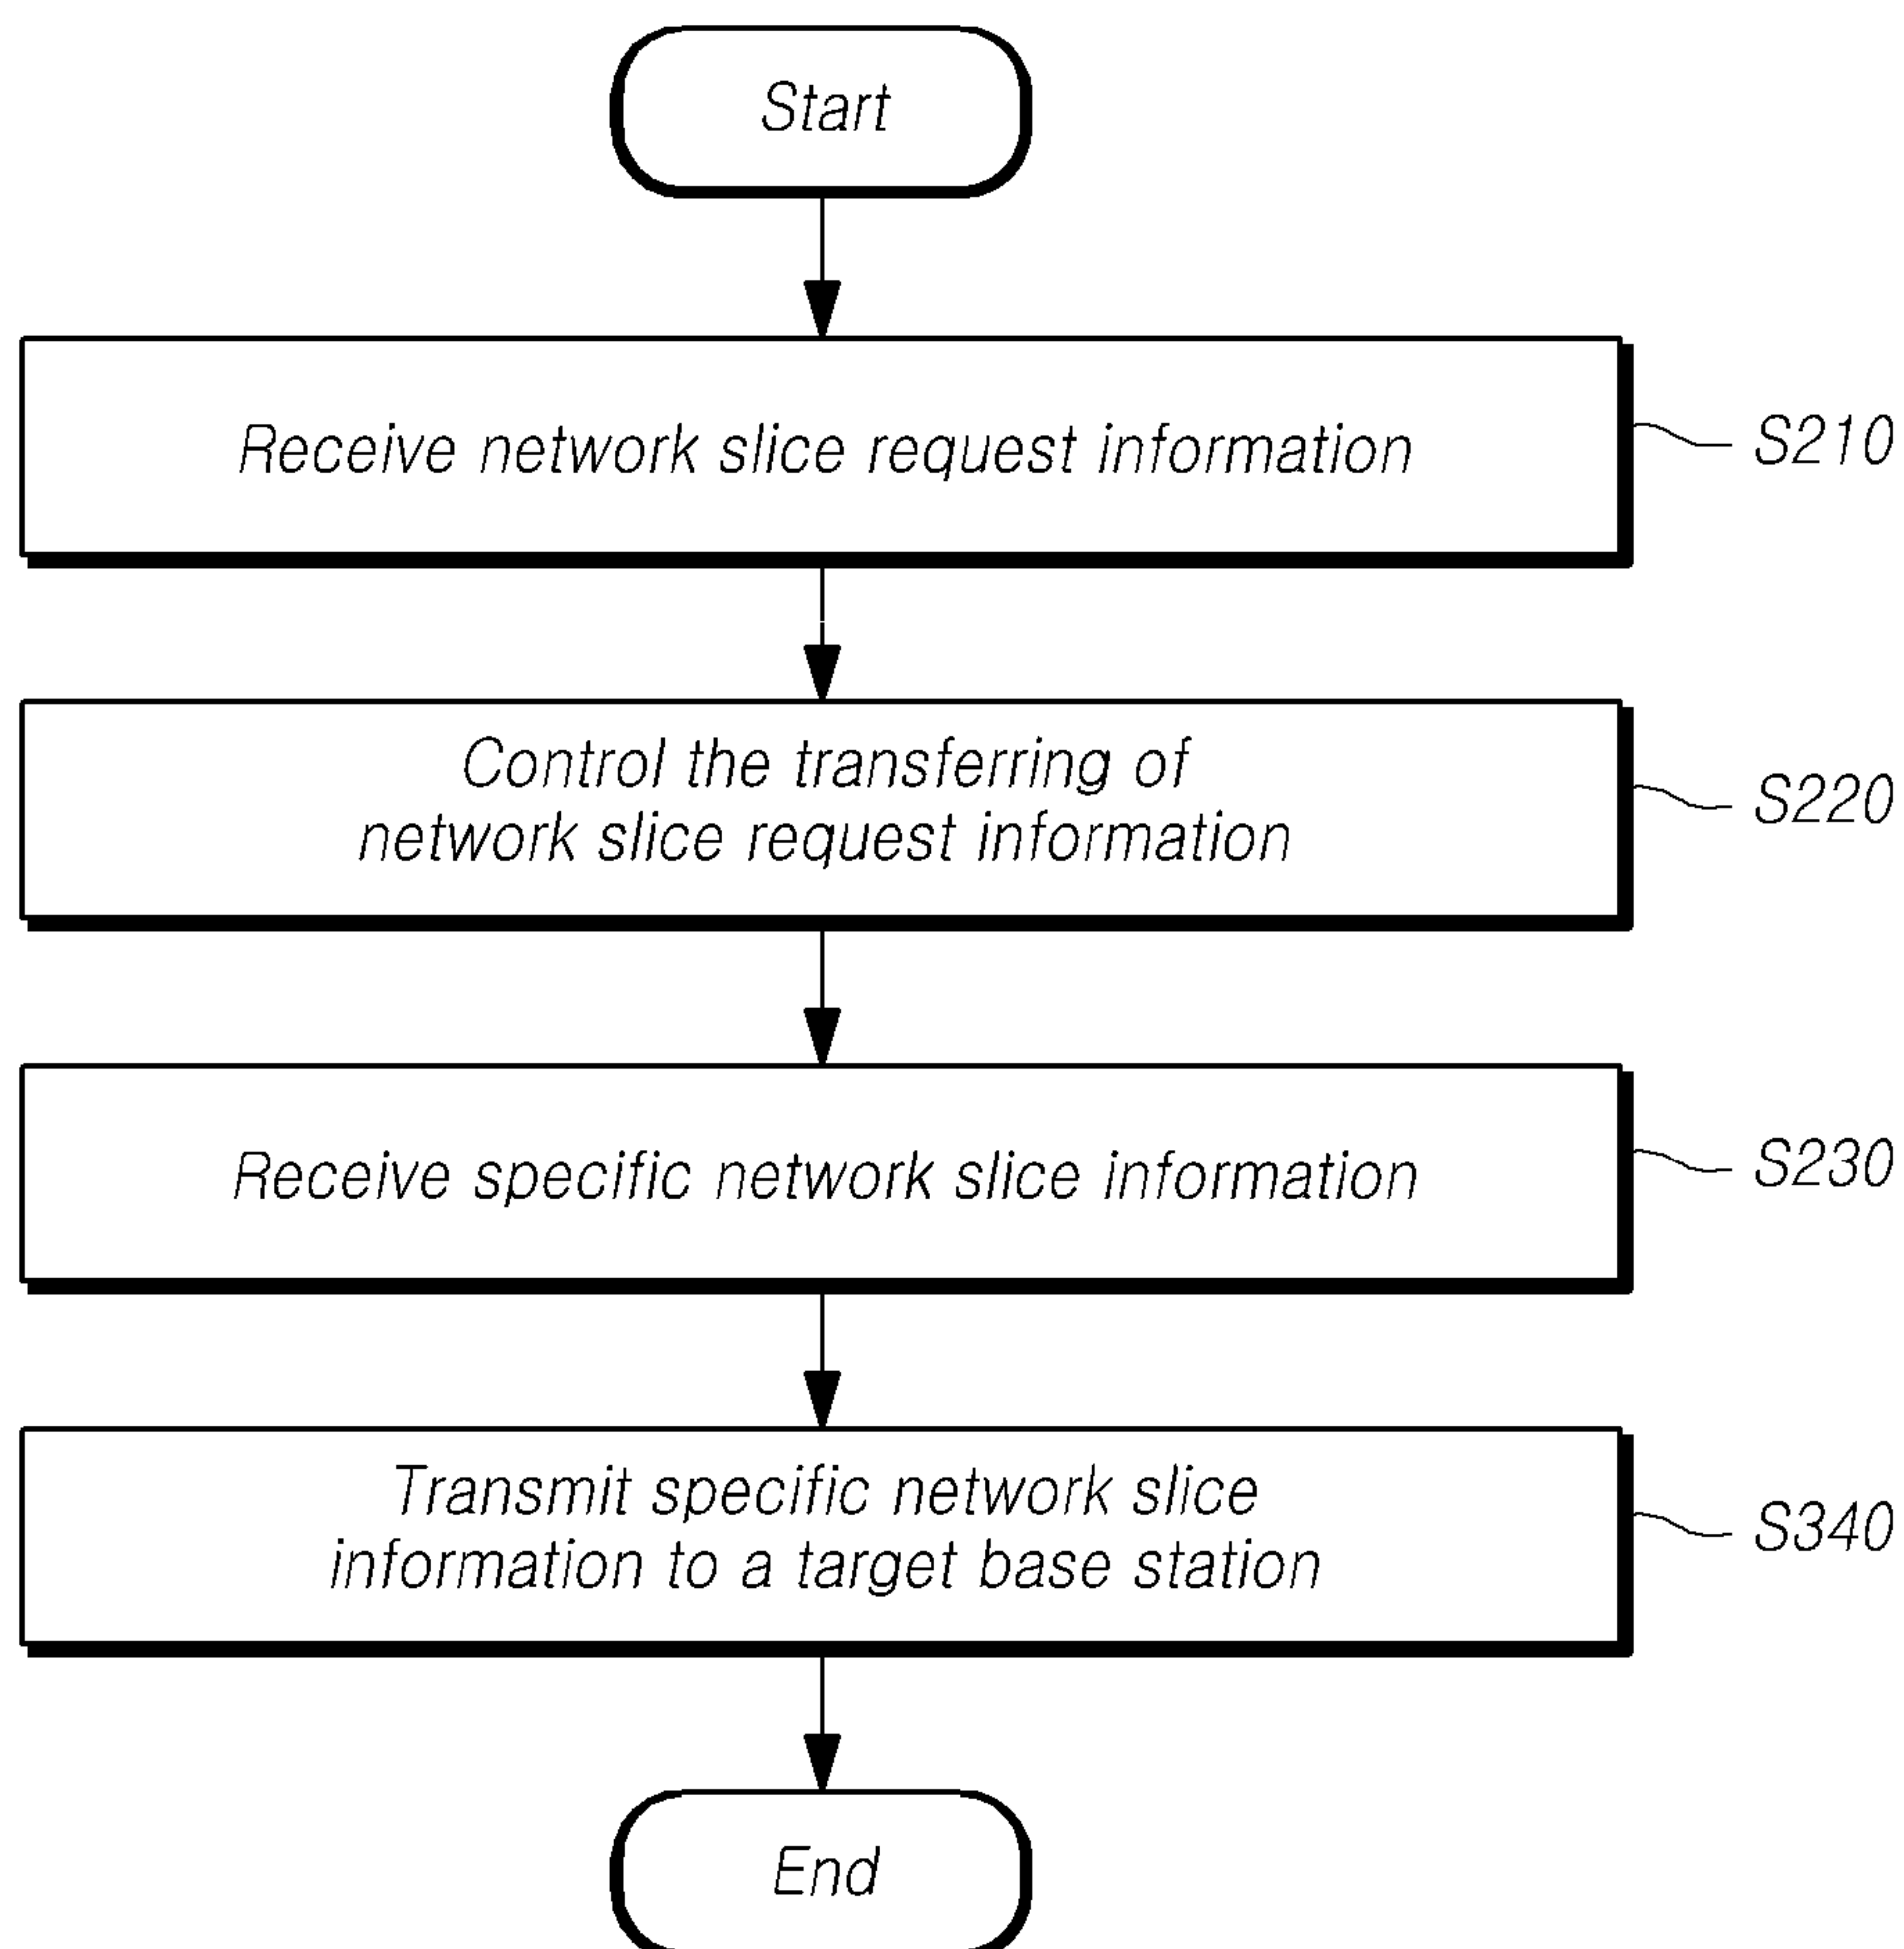 Start
Receive network slice request information
S210
Control the transferring of
network slice request information
S220
Receive specific network slice information
S230
Transmit specific network slice
information to a target base station
S340
End